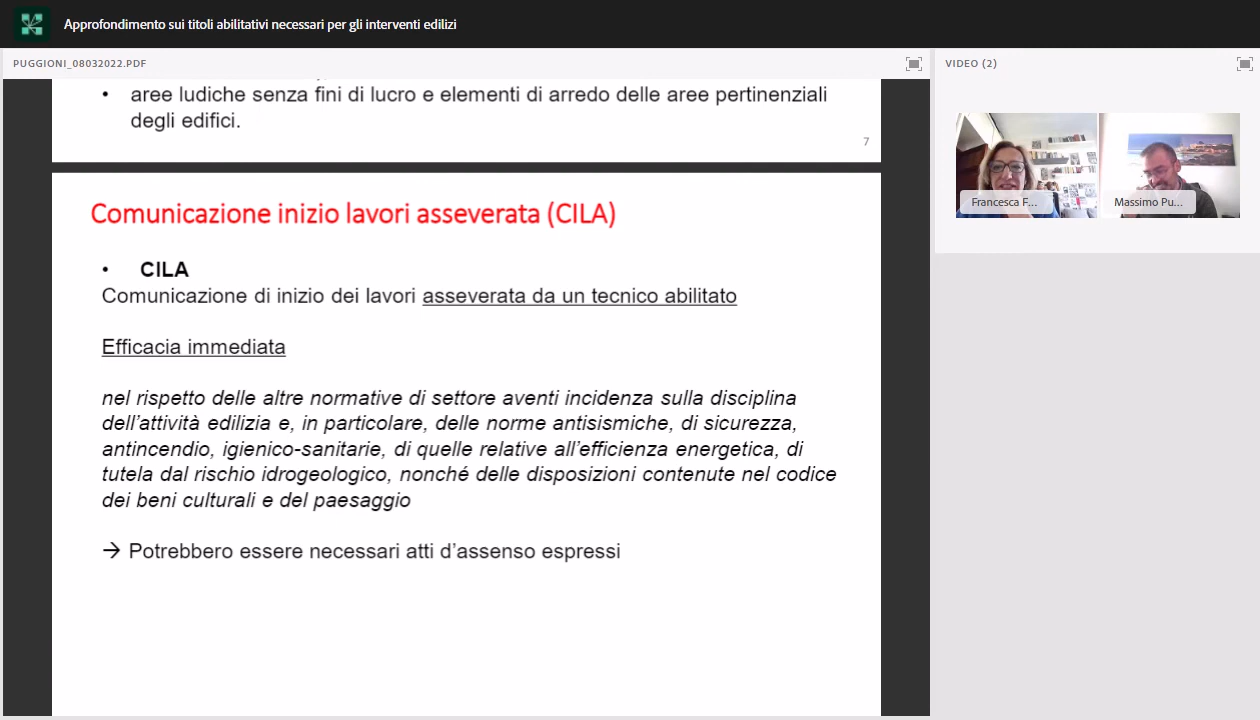 Approfondimento sui titoli abilitativi necessari per gli interventi edilizi
PUGGIONI_08032022.PDF
VIDEO (2)
• aree ludiche senza fini di lucro e elementi di arredo delle aree pertinenziali
degli edifici.
7
Francesca F...
Massimo Pu...
Comunicazione inizio lavori asseverata (CILA)
• CILA
Comunicazione di inizio dei lavori asseverata da un tecnico abilitato
Efficacia immediata
nel rispetto delle altre normative di settore aventi incidenza sulla disciplina
dell'attività edilizia e, in particolare, delle norme antisismiche, di sicurezza,
antincendio, igienico-sanitarie, di quelle relative all'efficienza energetica, di
tutela dal rischio idrogeologico, nonché delle disposizioni contenute nel codice
dei beni culturali e del paesaggio
→ Potrebbero essere necessari atti d'assenso espressi